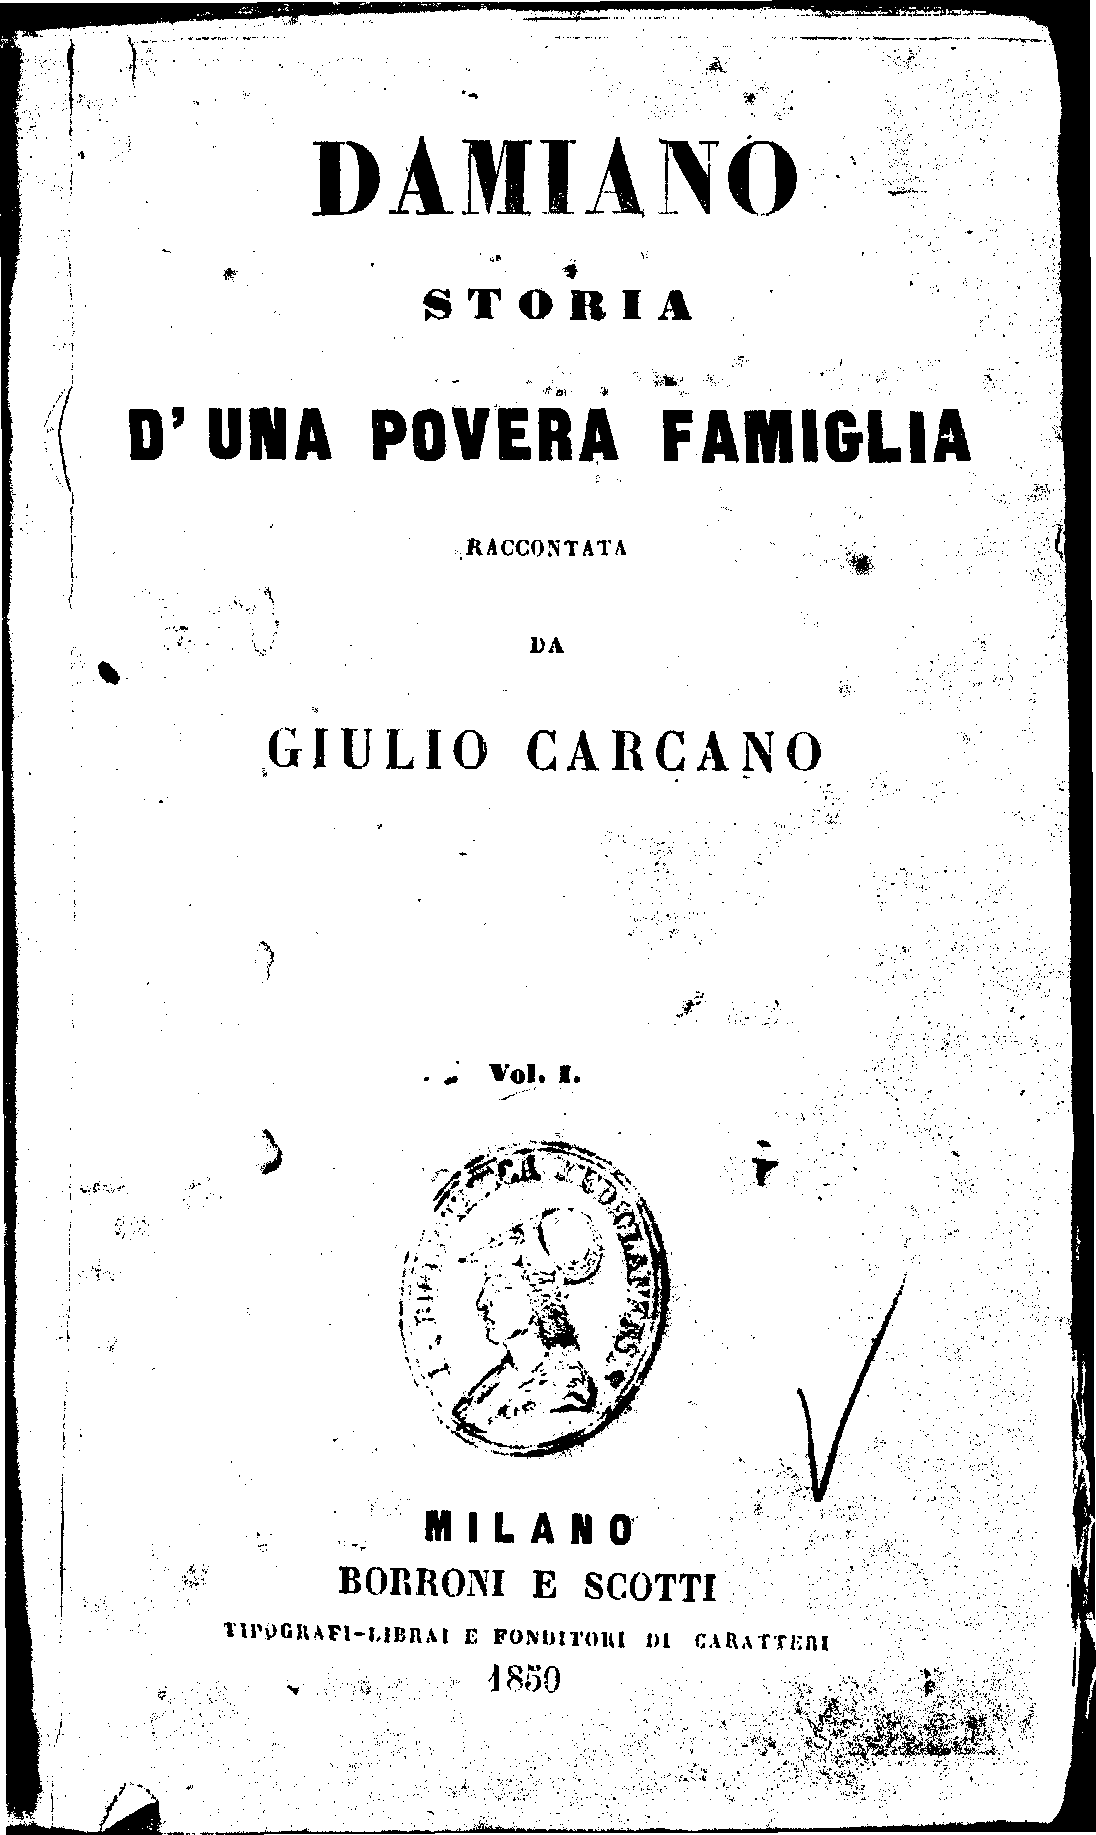 DAMIANO
STORIA
D'UNA POVERA FAMIGLIA
RACCONTATA
DA
GIULIO CARCANO
Vol. I.
MILANO
BORRONI E SCOTTI
TIPOGRAFI-LIBRAI E FONDITORI DI CARATTERI
1850